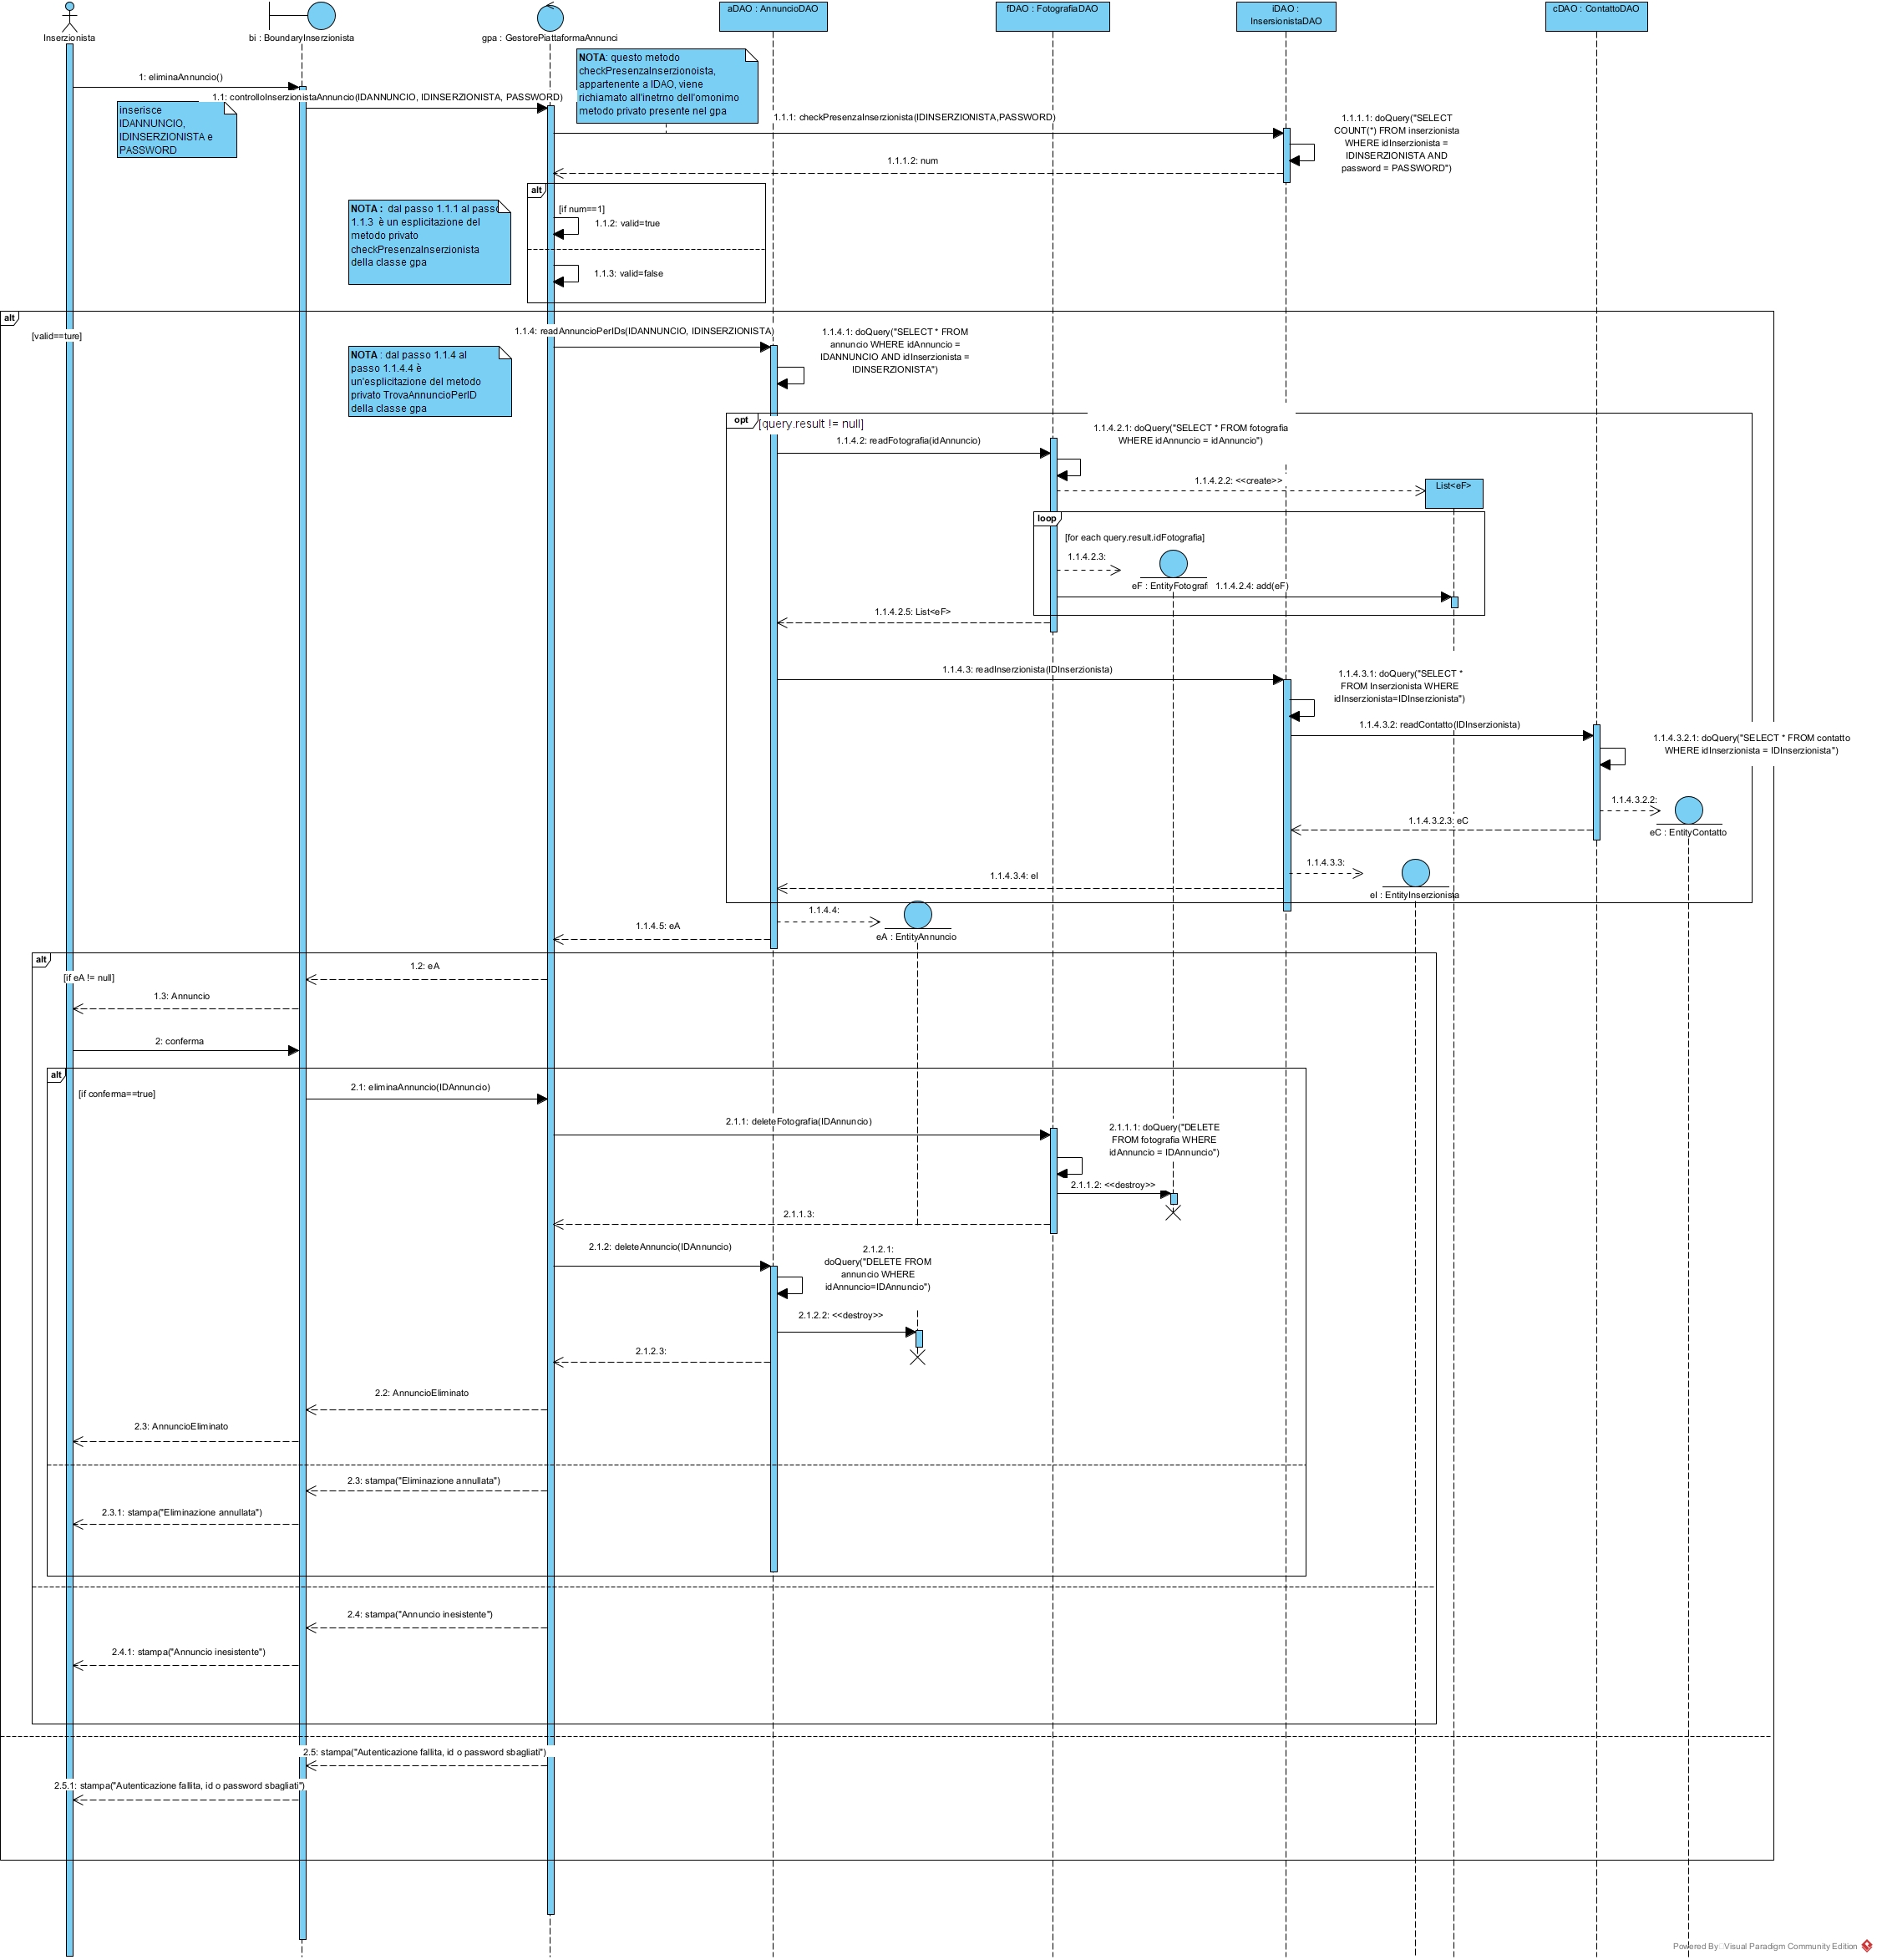 Inserzionista
bi : BoundaryInserzionista
gpa : GestorePiattaformaAnnunci
aDAO : AnnuncioDAO
fDAO : FotografiaDAO
iDAO :
InsersionistaDAO
cDAO : ContattoDAO
NOTA: questo metodo
checkPresenzaInserzionoista,
appartenente a IDAO, viene
richiamato all'inetrno dell'omonimo
metodo privato presente nel gpa
1: eliminaAnnuncio()
1.1: controlloInserzionistaAnnuncio(IDANNUNCIO, IDINSERZIONISTA, PASSWORD)
inserisce
IDANNUNCIO,
IDINSERZIONISTA e
PASSWORD
1.1.1: checkPresenzaInserzionista(IDINSERZIONISTA,PASSWORD)
1.1.1.1: doQuery("SELECT
COUNT(*) FROM inserzionista
WHERE idInserzionista =
IDINSERZIONISTA AND
password = PASSWORD")
1.1.1.2: num
alt
[if num==1]
1.1.2: valid=true
1.1.3: valid=false
NOTA : dal passo 1.1.1 al passo
1.1.3 è un esplicitazione del
metodo privato
checkPresenzaInserzionista
della classe gpa
alt
[valid==ture]
1.1.4: readAnnuncioPerIDs(IDANNUNCIO, IDINSERZIONISTA)
1.1.4.1: doQuery("SELECT * FROM
annuncio WHERE idAnnuncio =
IDANNUNCIO AND idInserzionista =
IDINSERZIONISTA")
NOTA : dal passo 1.1.4 al
passo 1.1.4.4 è
un'esplicitazione del metodo
privato TrovaAnnuncioPerID
della classe gpa
opt
[query.result != null]
1.1.4.2: readFotografia(idAnnuncio)
1.1.4.2.1: doQuery("SELECT * FROM fotografia
WHERE idAnnuncio = idAnnuncio")
1.1.4.2.2: <<create>>
List<eF>
loop
[for each query.result.idFotografia]
1.1.4.2.3:
eF : EntityFotograf
1.1.4.2.4: add(eF)
1.1.4.2.5: List<eF>
1.1.4.3: readInserzionista(IDInserzionista)
1.1.4.3.1: doQuery("SELECT *
FROM Inserzionista WHERE
idInserzionista=IDInserzionista")
1.1.4.3.2: readContatto(IDInserzionista)
1.1.4.3.2.1: doQuery("SELECT * FROM contatto
WHERE idInserzionista = IDInserzionista")
1.1.4.3.2.2:
eC : EntityContatto
1.1.4.3.2.3: eC
1.1.4.3.3:
eI : EntityInserzionista
1.1.4.3.4: eI
1.1.4.4:
eA : EntityAnnuncio
1.1.4.5: eA
alt
[if eA != null]
1.2: eA
1.3: Annuncio
2: conferma
alt
[if conferma==true]
2.1: eliminaAnnuncio(IDAnnuncio)
2.1.1: deleteFotografia(IDAnnuncio)
2.1.1.1: doQuery("DELETE
FROM fotografia WHERE
idAnnuncio = IDAnnuncio")
2.1.1.2: <<destroy>>
2.1.1.3:
2.1.2: deleteAnnuncio(IDAnnuncio)
2.1.2.1:
doQuery("DELETE FROM
annuncio WHERE
idAnnuncio=IDAnnuncio")
2.1.2.2: <<destroy>>
2.1.2.3:
2.2: AnnuncioEliminato
2.3: AnnuncioEliminato
2.3: stampa("Eliminazione annullata")
2.3.1: stampa("Eliminazione annullata")
2.4: stampa("Annuncio inesistente")
2.4.1: stampa("Annuncio inesistente")
2.5: stampa("Autenticazione fallita, id o password sbagliati")
2.5.1: stampa("Autenticazione fallita, id o password sbagliati")
Powered By Visual Paradigm Community Edition